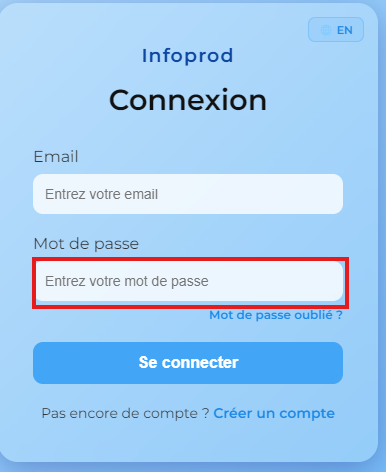 EN
Infoprod
Connexion
Email
Entrez votre email
Mot de passe
Entrez votre mot de passe
Mot de passe oublié ?
Se connecter
Pas encore de compte ? Créer un compte